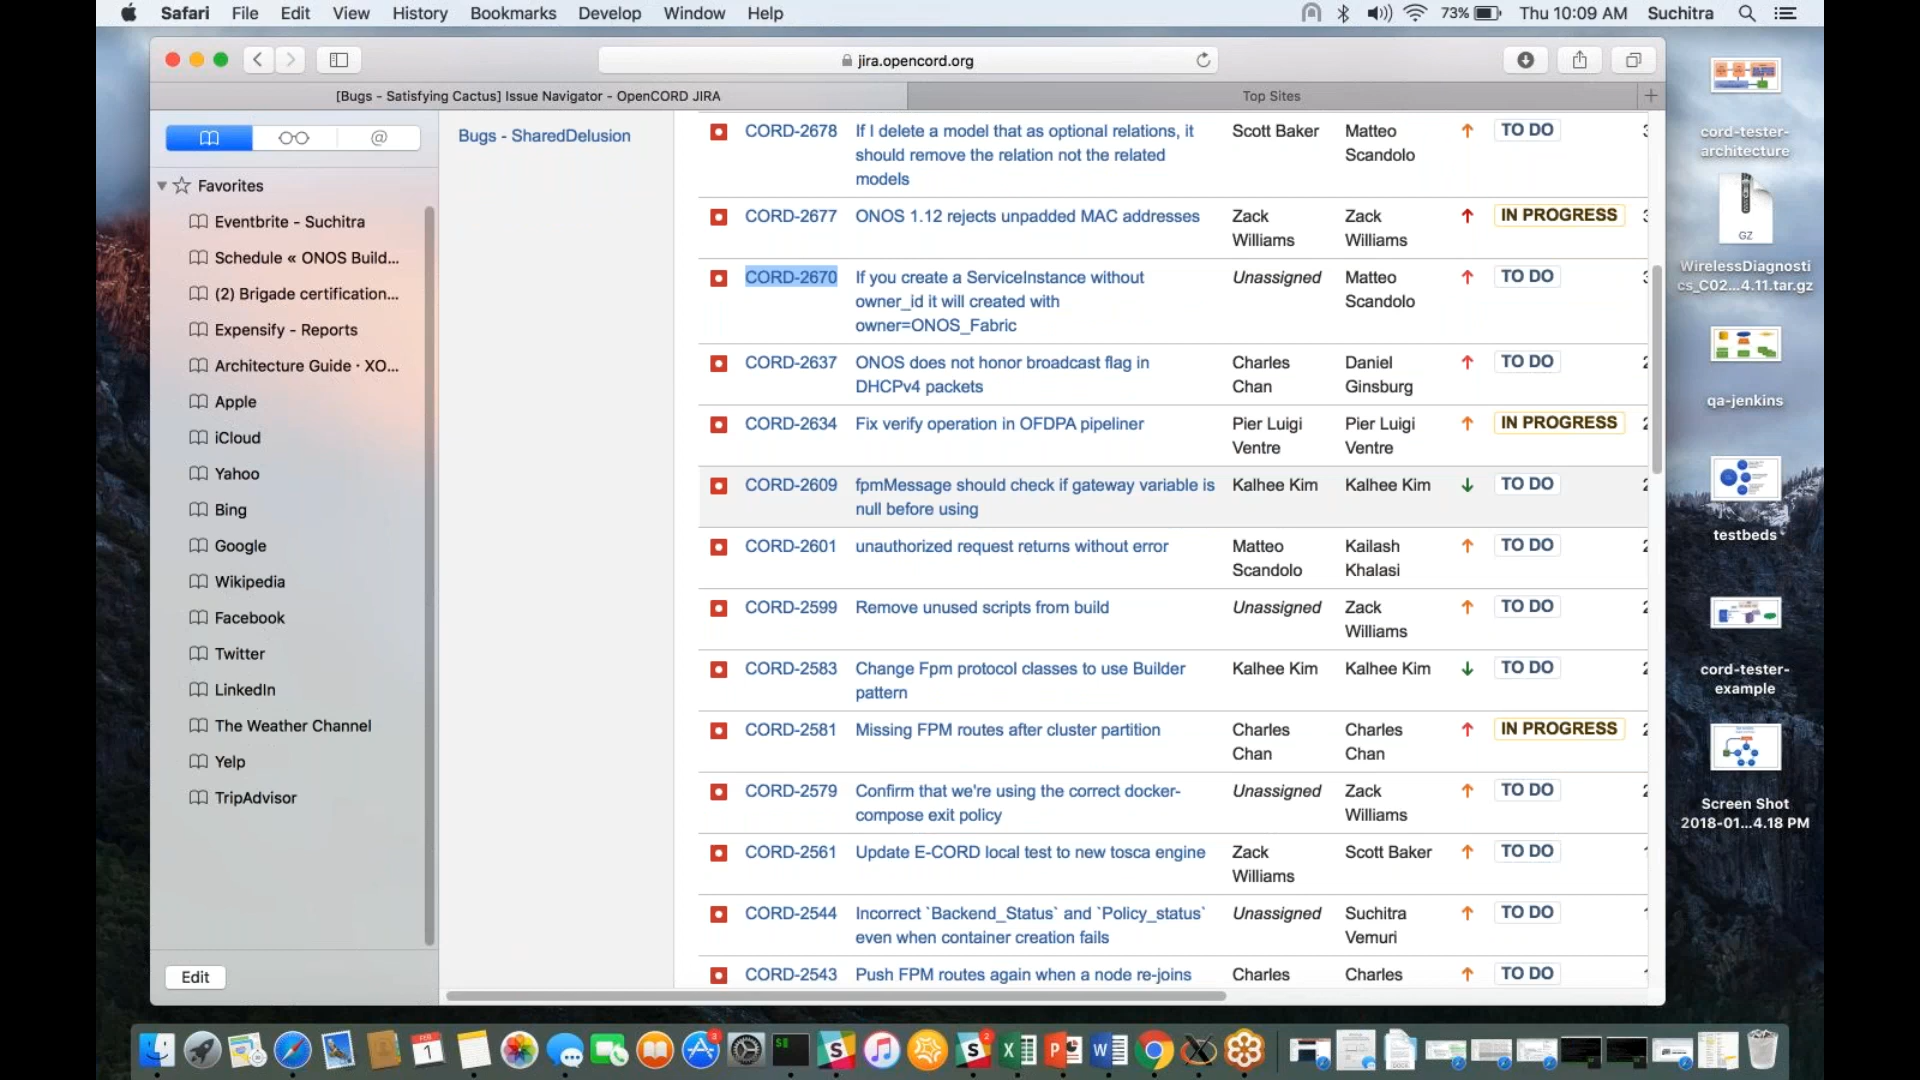 Safari File Edit View History Bookmarks Develop Window Help 73% Thu 10:09 AM Suchitra
jira.opencord.org
[Bugs - Satisfying Cactus] Issue Navigator - OpenCORD JIRA
Top Sites
Favorites
Eventbrite - Suchitra
Schedule « ONOS Build...
(2) Brigade certification...
Expensify - Reports
Architecture Guide · XO...
Apple
iCloud
Yahoo
Bing
Google
Wikipedia
Facebook
Twitter
LinkedIn
The Weather Channel
Yelp
TripAdvisor
Edit
Bugs - SharedDelusion
CORD-2678 If I delete a model that as optional relations, it Scott Baker Matteo TO DO
should remove the relation not the related Scandolo
models
CORD-2677 ONOS 1.12 rejects unpadded MAC addresses Zack Zack IN PROGRESS
Williams Williams
CORD-2670 If you create a ServiceInstance without Unassigned Matteo TO DO
owner_id it will created with Scandolo
owner=ONOS_Fabric
CORD-2637 ONOS does not honor broadcast flag in Charles Daniel TO DO
DHCPv4 packets Chan Ginsburg
CORD-2634 Fix verify operation in OFDPA pipeliner Pier Luigi Pier Luigi IN PROGRESS
Ventre Ventre
CORD-2609 fpmMessage should check if gateway variable is Kalhee Kim Kalhee Kim TO DO
null before using
CORD-2601 unauthorized request returns without error Matteo Kailash TO DO
Scandolo Khalasi
CORD-2599 Remove unused scripts from build Unassigned Zack TO DO
Williams
CORD-2583 Change Fpm protocol classes to use Builder Kalhee Kim Kalhee Kim TO DO
pattern
CORD-2581 Missing FPM routes after cluster partition Charles Charles IN PROGRESS
Chan Chan
CORD-2579 Confirm that we're using the correct docker- Unassigned Zack TO DO
compose exit policy Williams
CORD-2561 Update E-CORD local test to new tosca engine Zack Scott Baker TO DO
Williams
CORD-2544 Incorrect `Backend_Status` and `Policy_status` Unassigned Suchitra TO DO
even when container creation fails Vemuri
CORD-2543 Push FPM routes again when a node re-joins Charles Charles TO DO
cord-tester-
architecture
GZ
WirelessDiagnosti
cs_C02...4.11.tar.gz
qa-jenkins
testbeds
cord-tester-
example
Screen Shot
2018-01...4.18 PM